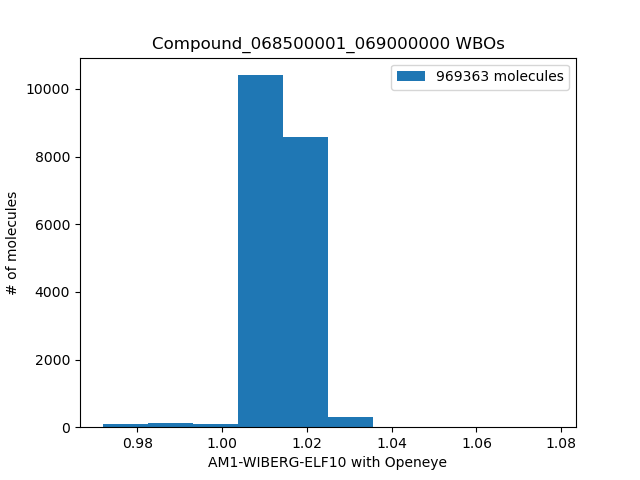 Compound_068500001_069000000 WBOs
969363 molecules
10000
8000
6000
4000
2000
0
# of molecules
0.98 1.00 1.02 1.04 1.06 1.08
AM1-WIBERG-ELF10 with Openeye